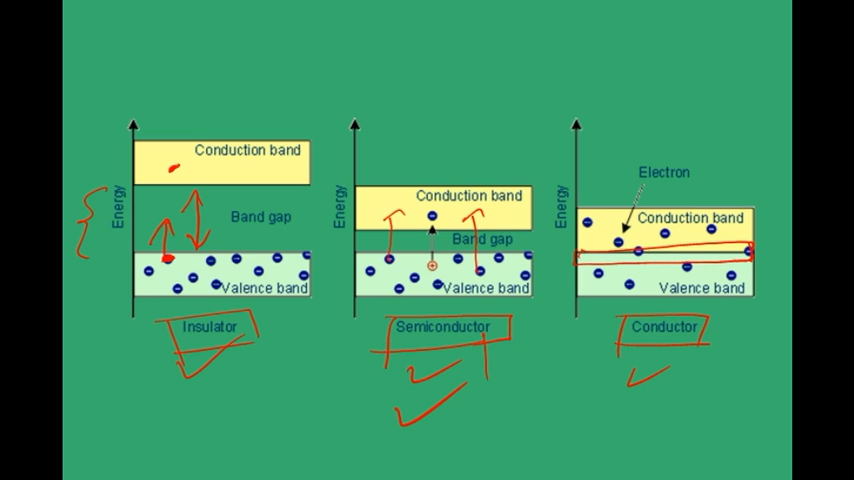 Energy
Conduction band
Band gap
Valence band
Insulator
Energy
Conduction band
Band gap
Valence band
Semiconductor
Energy
Electron
Conduction band
Valence band
Conductor